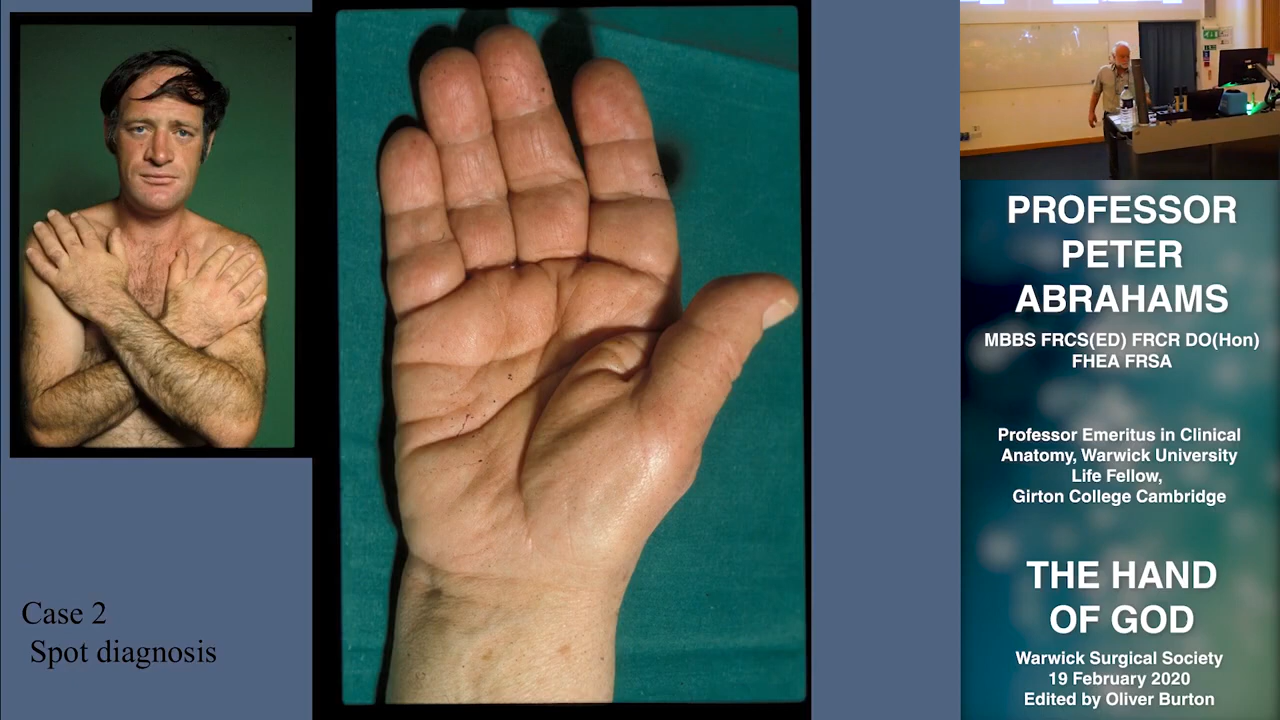 Case 2
Spot diagnosis
PROFESSOR
PETER
ABRAHAMS
MBBS FRCS(ED) FRCR DO(Hon)
FHEA FRSA
Professor Emeritus in Clinical
Anatomy, Warwick University
Life Fellow,
Girton College Cambridge
THE HAND
OF GOD
Warwick Surgical Society
19 February 2020
Edited by Oliver Burton